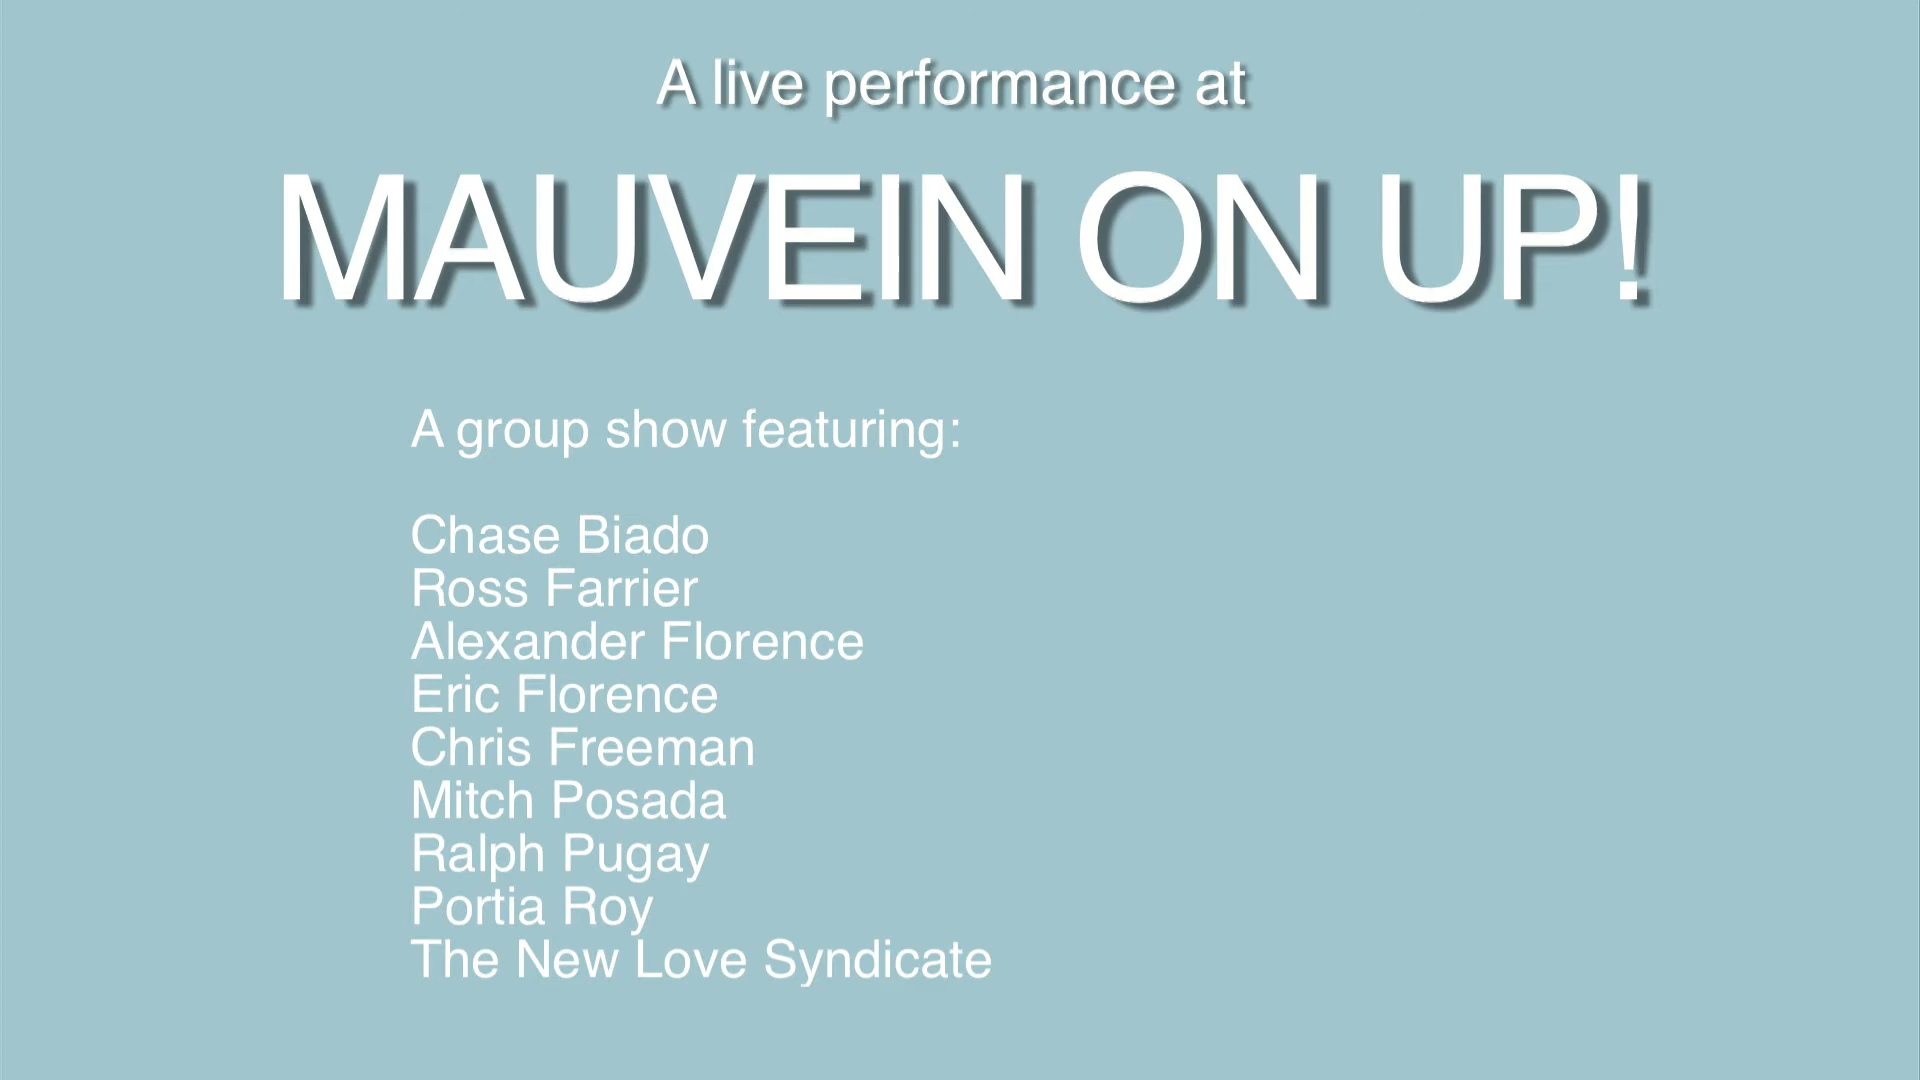 A live performance at
MAUVEIN ON UP!
A group show featuring:
Chase Biado
Ross Farrier
Alexander Florence
Eric Florence
Chris Freeman
Mitch Posada
Ralph Pugay
Portia Roy
The New Love Syndicate